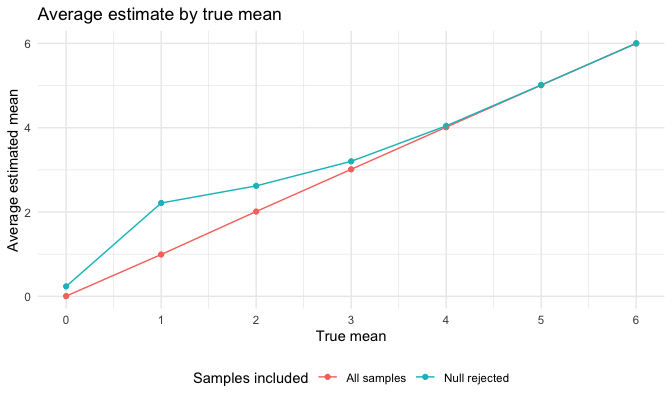 Average estimate by true mean
Average estimated mean
6
4
2
0
0 1 2 3 4 5 6
True mean
Samples included All samples Null rejected